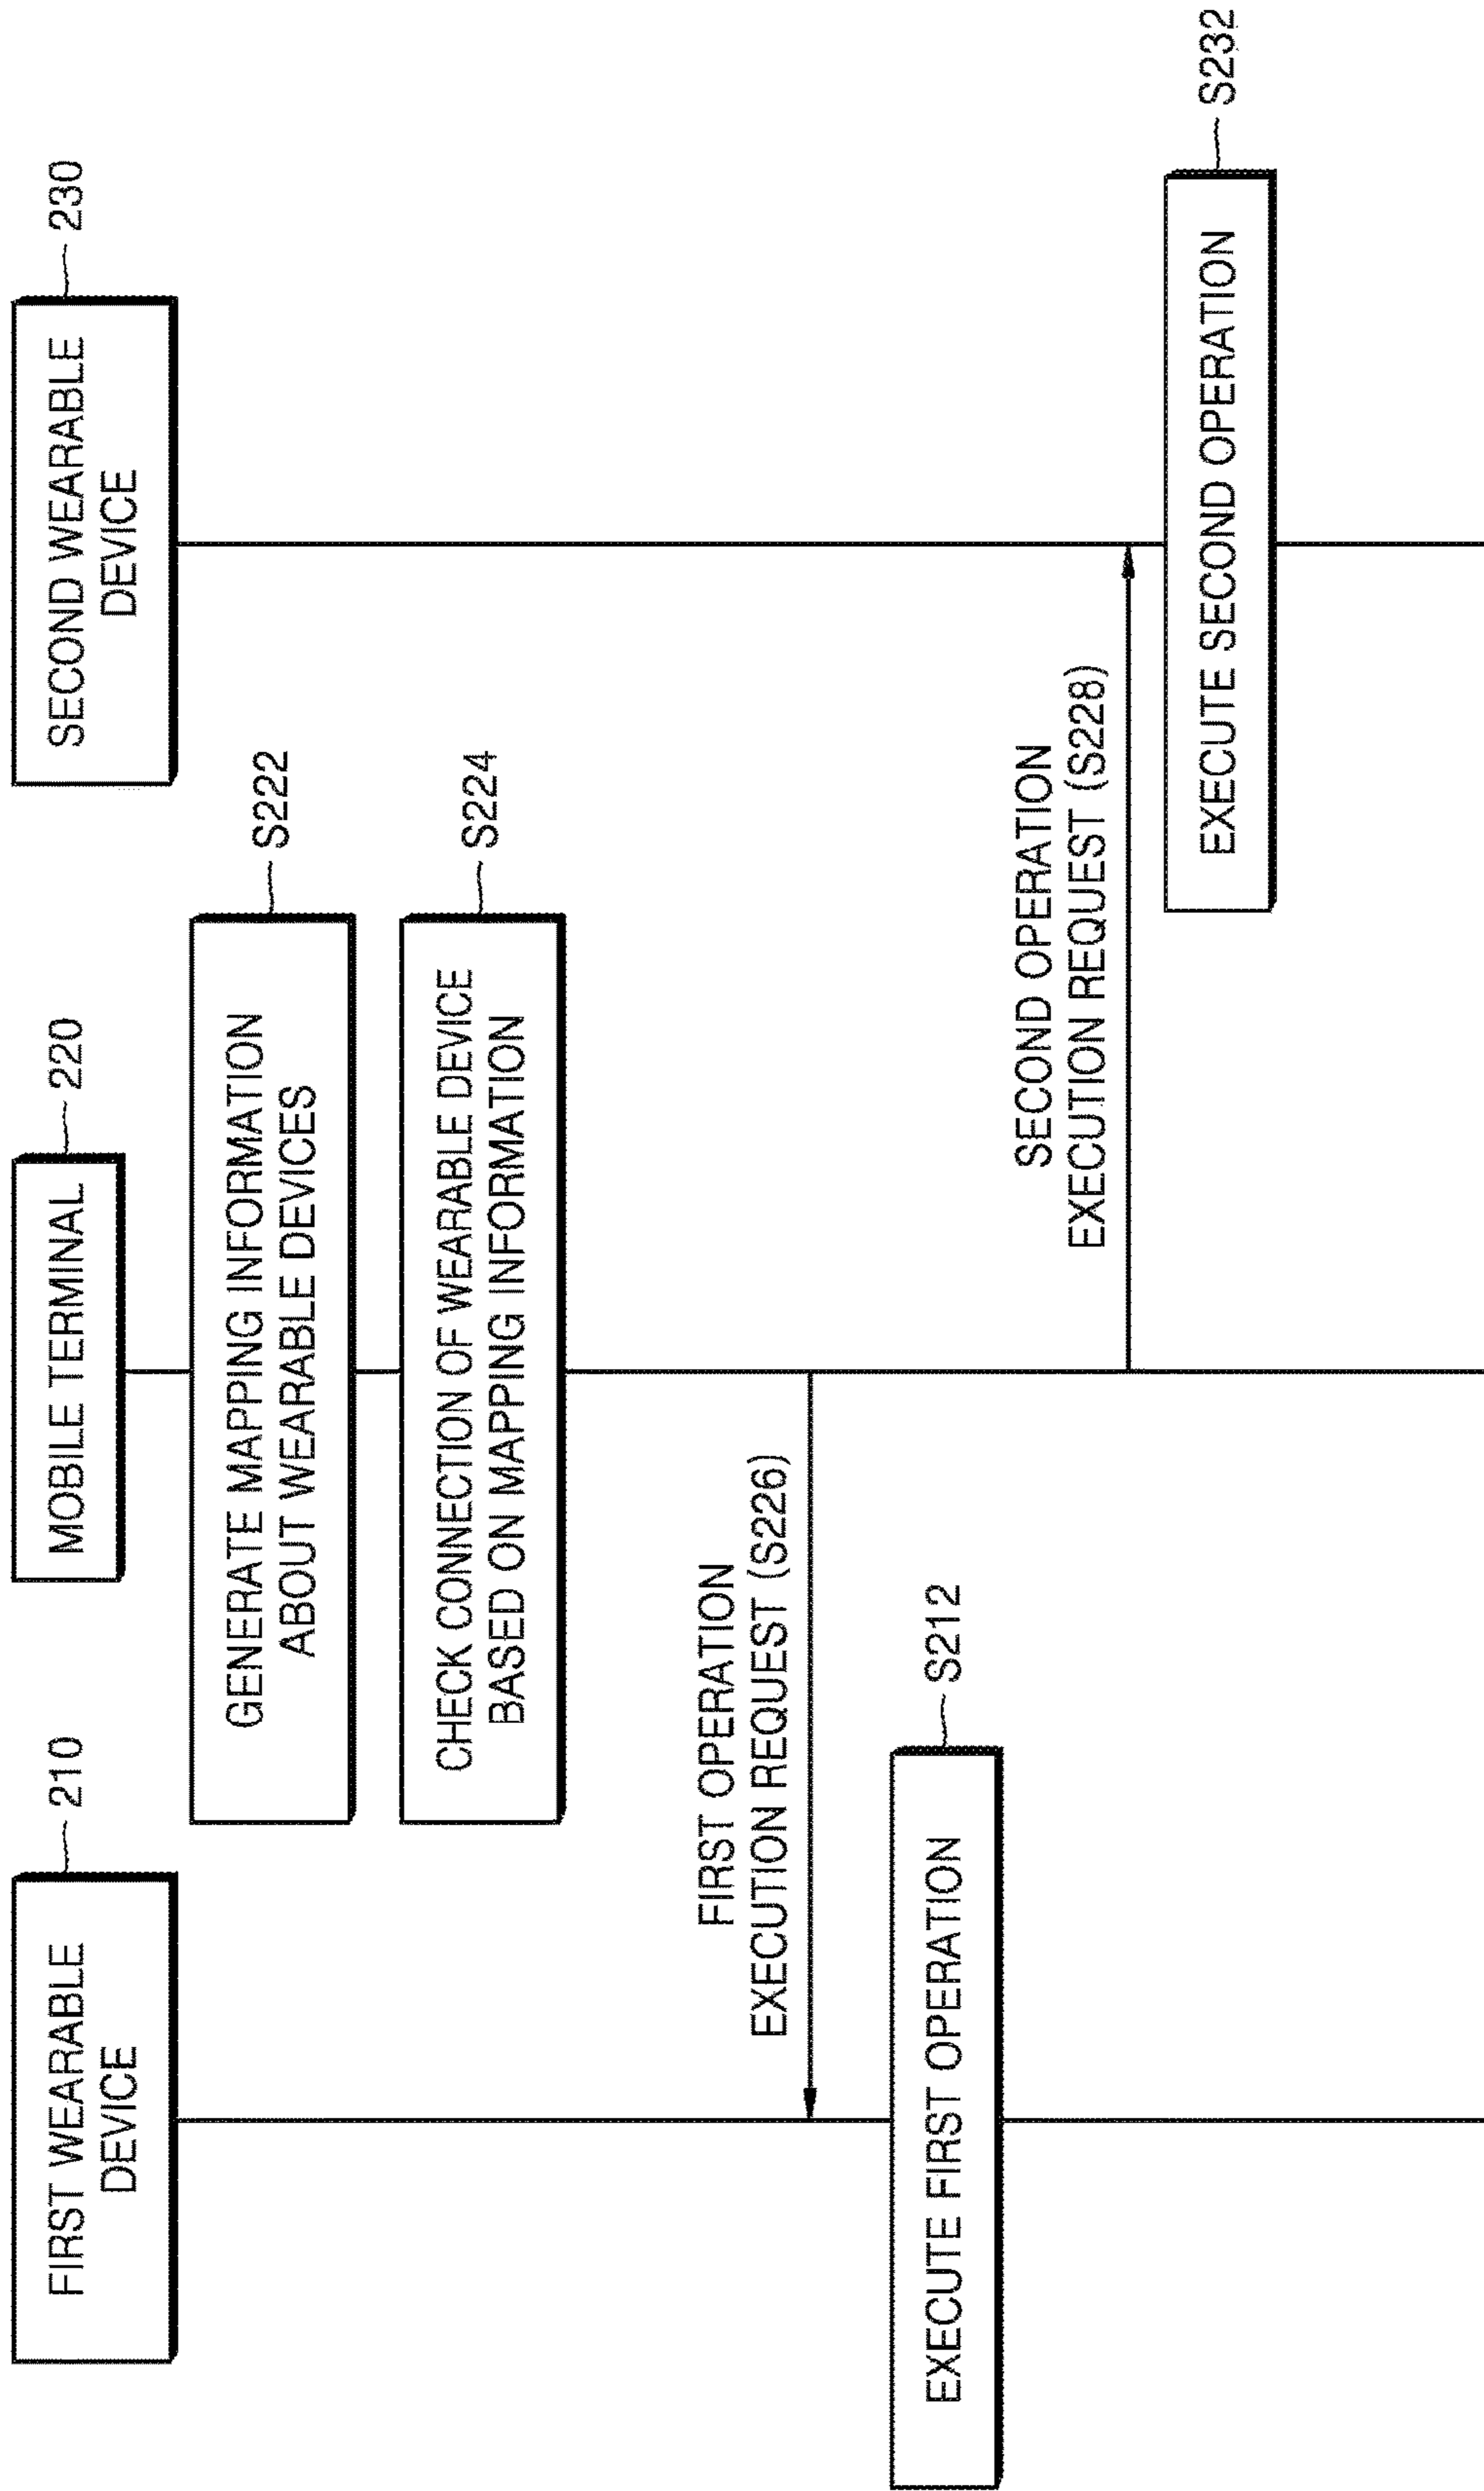 FIRST WEARABLE
DEVICE
210
MOBILE TERMINAL
220
SECOND WEARABLE
DEVICE
230
GENERATE MAPPING INFORMATION
ABOUT WEARABLE DEVICES
S222
CHECK CONNECTION OF WEARABLE DEVICE
BASED ON MAPPING INFORMATION
S224
FIRST OPERATION
EXECUTION REQUEST (S226)
EXECUTE FIRST OPERATION
S212
SECOND OPERATION
EXECUTION REQUEST (S228)
EXECUTE SECOND OPERATION
S232